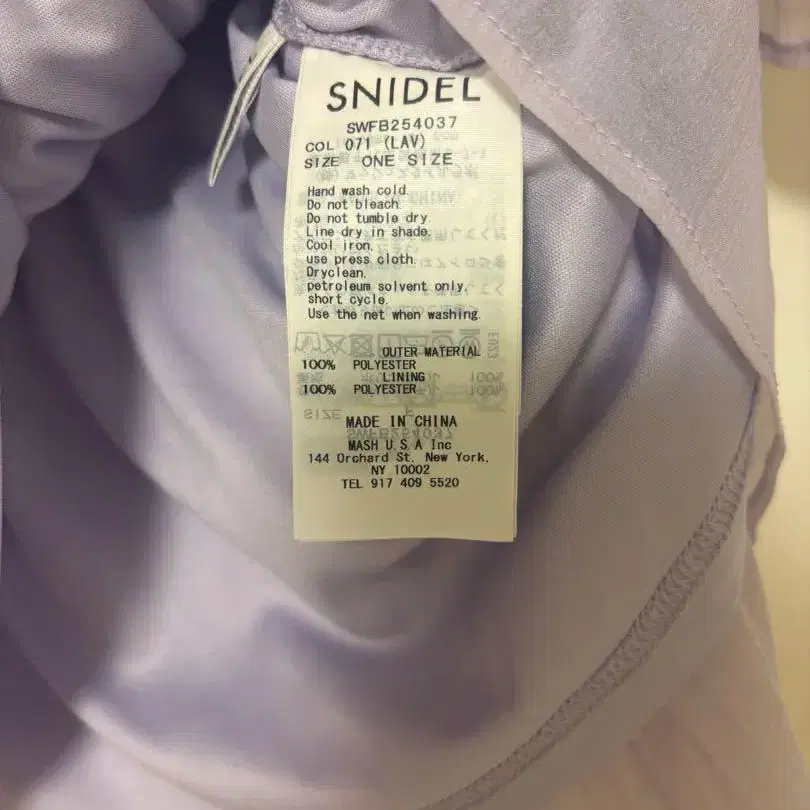 SNIDEL
SWFB254037
COL 071 (LAV)
SIZE ONE SIZE
Hand wash cold.
Do not bleach.
Do not tumble dry.
Line dry in shade.
Cool iron.
use press cloth.
Dryclean.
petroleum solvent only.
short cycle.
Use the net when washing.
OUTER MATERIAL
100% POLYESTER
LINING
100% POLYESTER
MADE IN CHINA
MASH U.S.A Inc
144 Orchard St. New York,
NY 10002
TEL 917 409 5520